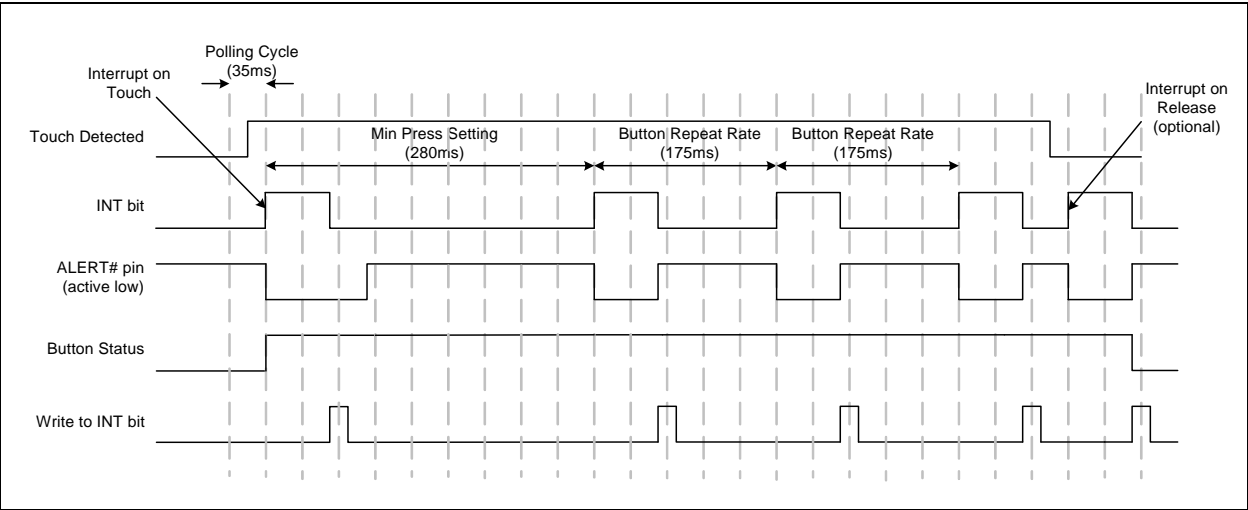 Polling Cycle
(35ms)
Interrupt on
Touch
Interrupt on
Release
(optional)
Touch Detected
Min Press Setting
(280ms)
Button Repeat Rate
(175ms)
Button Repeat Rate
(175ms)
INT bit
ALERT# pin
(active low)
Button Status
Write to INT bit